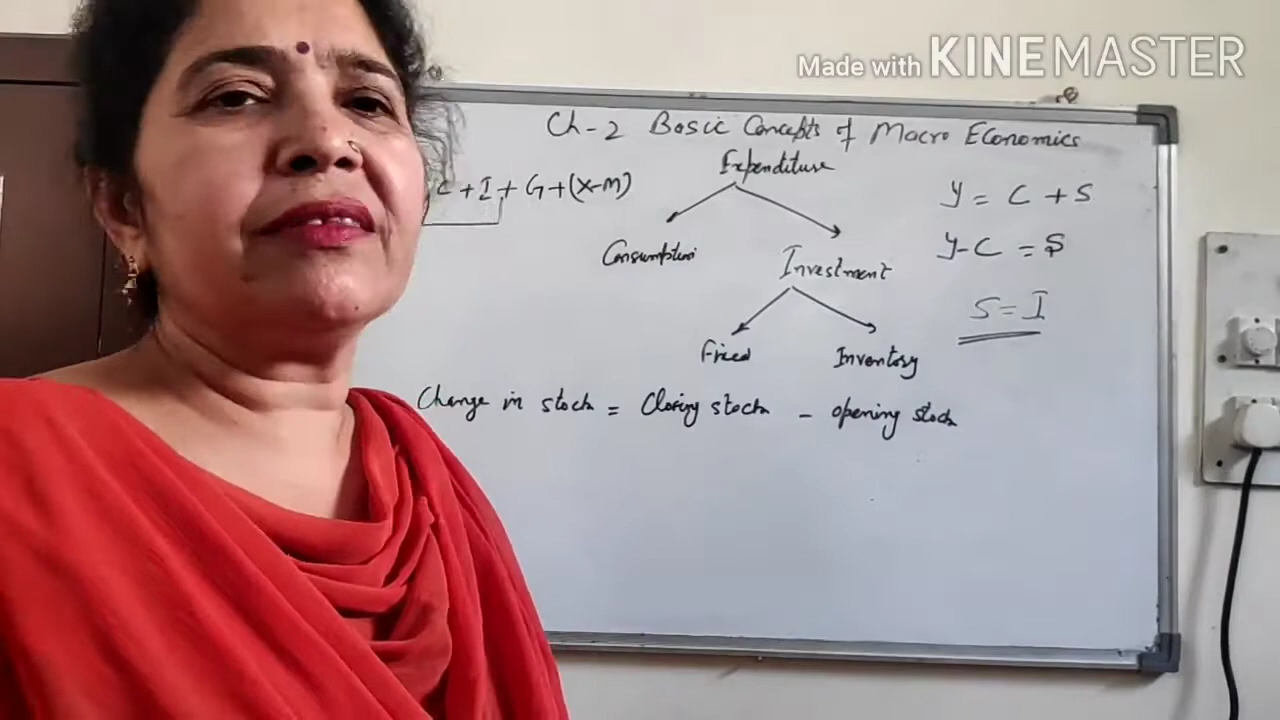 Made with KINEMASTER
Ch-2 Basic Concepts of Macro Economics
Expenditure
C + I + G + (X-M)
Y = C + S
Consumption
Y-C = S
Investment
S = I
Fixed
Inventory
Change in stock = Closing stock - opening stock